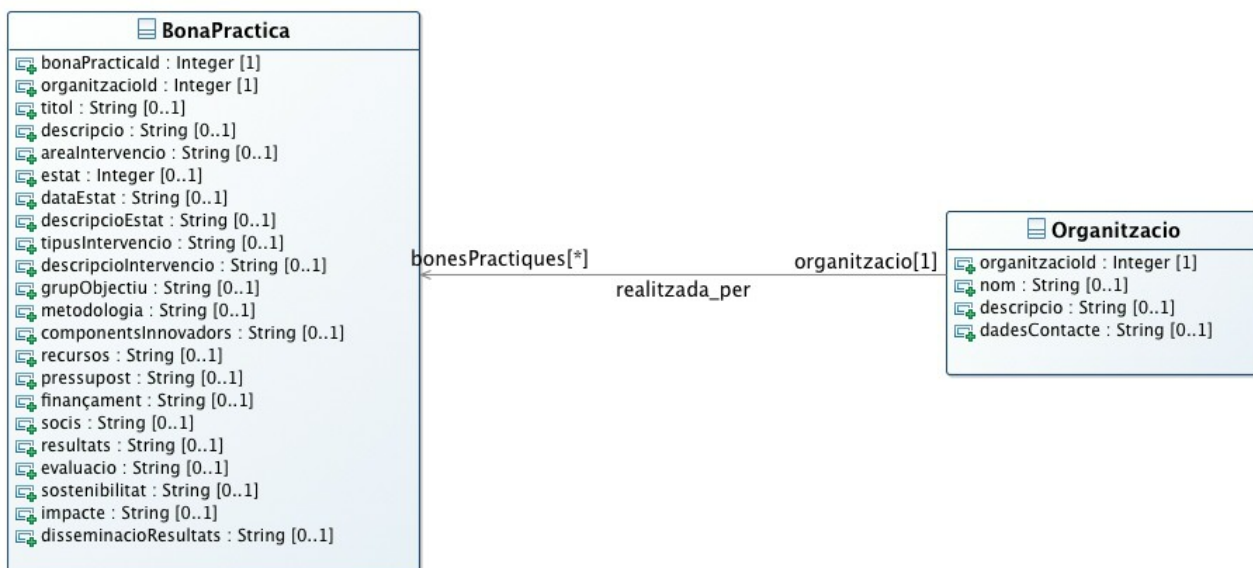 BonaPractica
bonaPracticaId : Integer [1]
organitzacioId : Integer [1]
titol : String [0..1]
descripcio : String [0..1]
areaIntervencio : String [0..1]
estat : Integer [0..1]
dataEstat : String [0..1]
descripcioEstat : String [0..1]
tipusIntervencio : String [0..1]
descripcioIntervencio : String [0..1]
grupObjectiu : String [0..1]
metodologia : String [0..1]
componentsInnovadors : String [0..1]
recursos : String [0..1]
pressupost : String [0..1]
finançament : String [0..1]
socis : String [0..1]
resultats : String [0..1]
evaluacio : String [0..1]
sostenibilitat : String [0..1]
impacte : String [0..1]
disseminacioResultats : String [0..1]
bonesPractiques[*]
organitzacio[1]
realitzada_per
Organitzacio
organitzacioId : Integer [1]
nom : String [0..1]
descripcio : String [0..1]
dadesContacte : String [0..1]